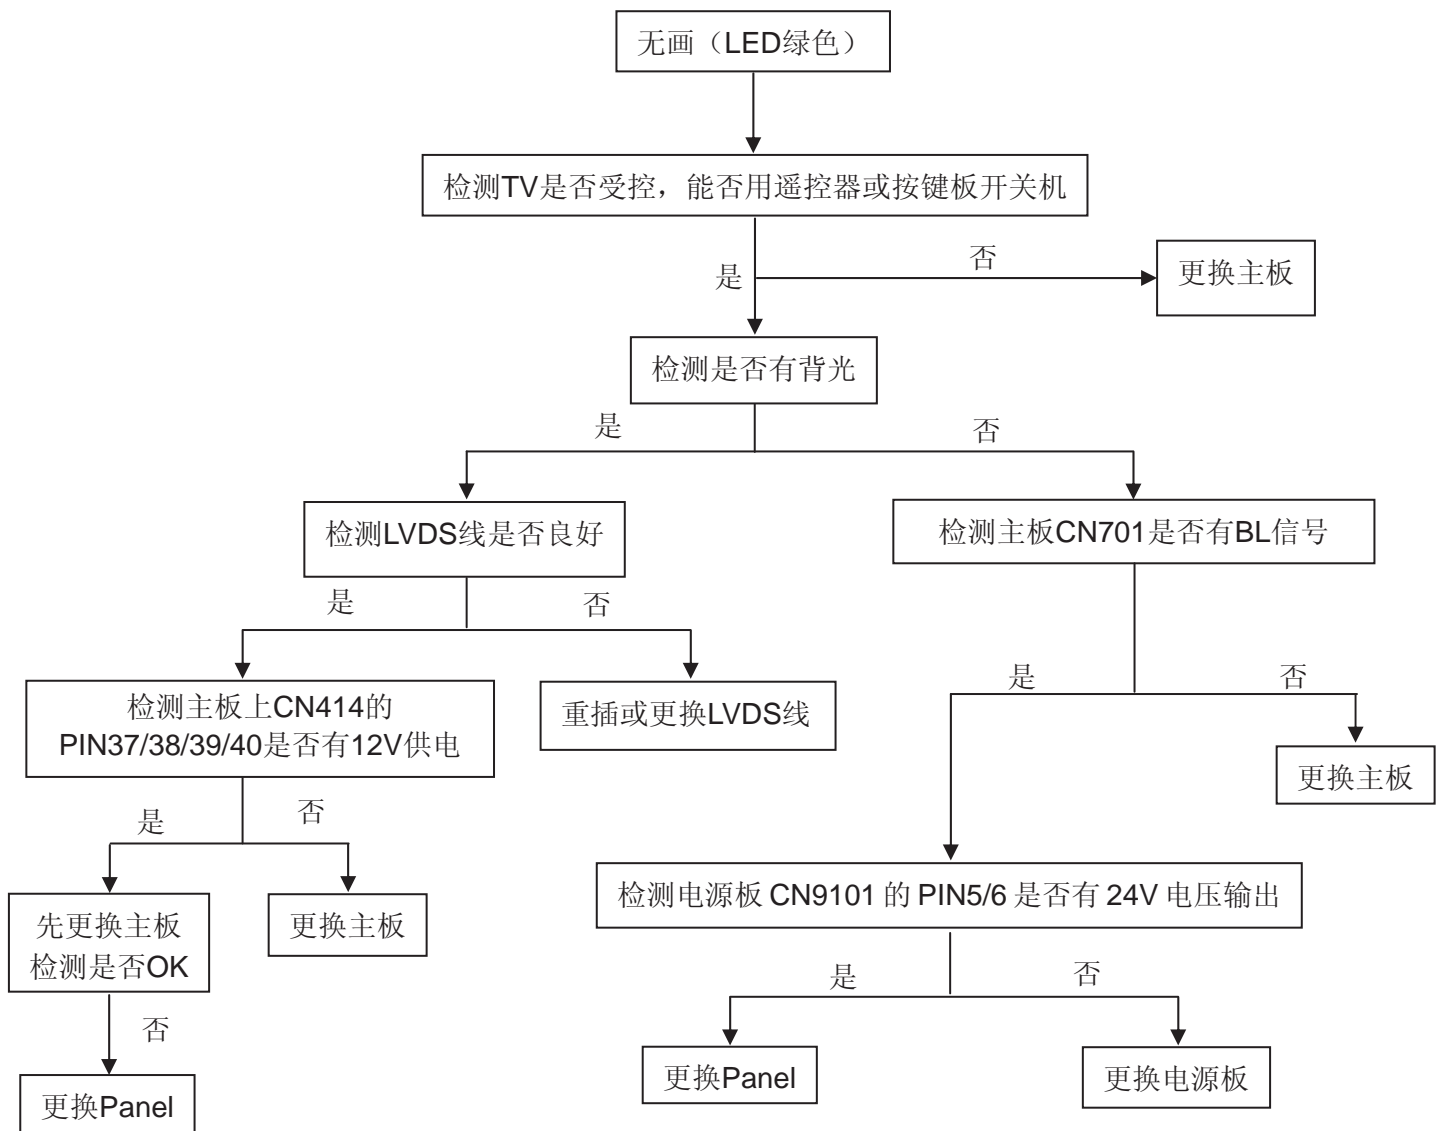 无画（LED绿色）
检测TV是否受控，能否用遥控器或按键板开关机
是
否
更换主板
检测是否有背光
是
否
检测LVDS线是否良好
检测主板CN701是否有BL信号
是
否
是
否
检测主板上CN414的
PIN37/38/39/40是否有12V供电
重插或更换LVDS线
更换主板
是
否
先更换主板
检测是否OK
更换主板
检测电源板 CN9101 的 PIN5/6 是否有 24V 电压输出
否
是
否
更换Panel
更换Panel
更换电源板